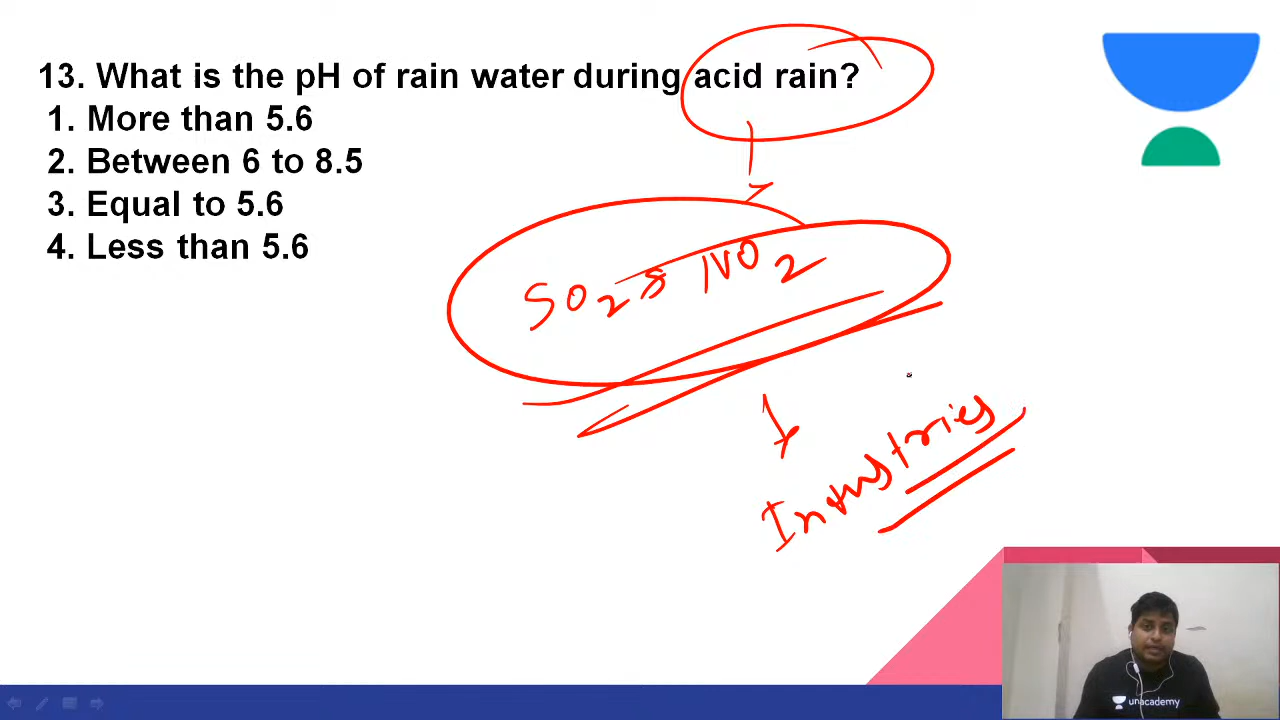 13. What is the pH of rain water during acid rain?
1. More than 5.6
2. Between 6 to 8.5
3. Equal to 5.6
4. Less than 5.6
SO2 & NO2
Industries
unacademy